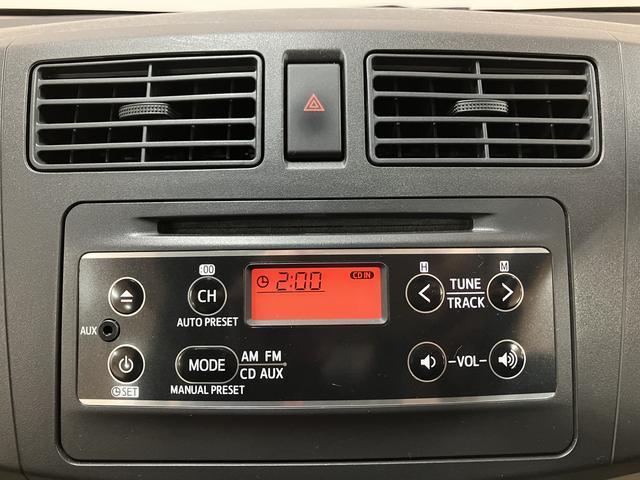 2:00 CD IN
:00
CH
AUTO PRESET
H M
TUNE
TRACK
AUX
SET
MODE
AM FM
CD AUX
MANUAL PRESET
-VOL-